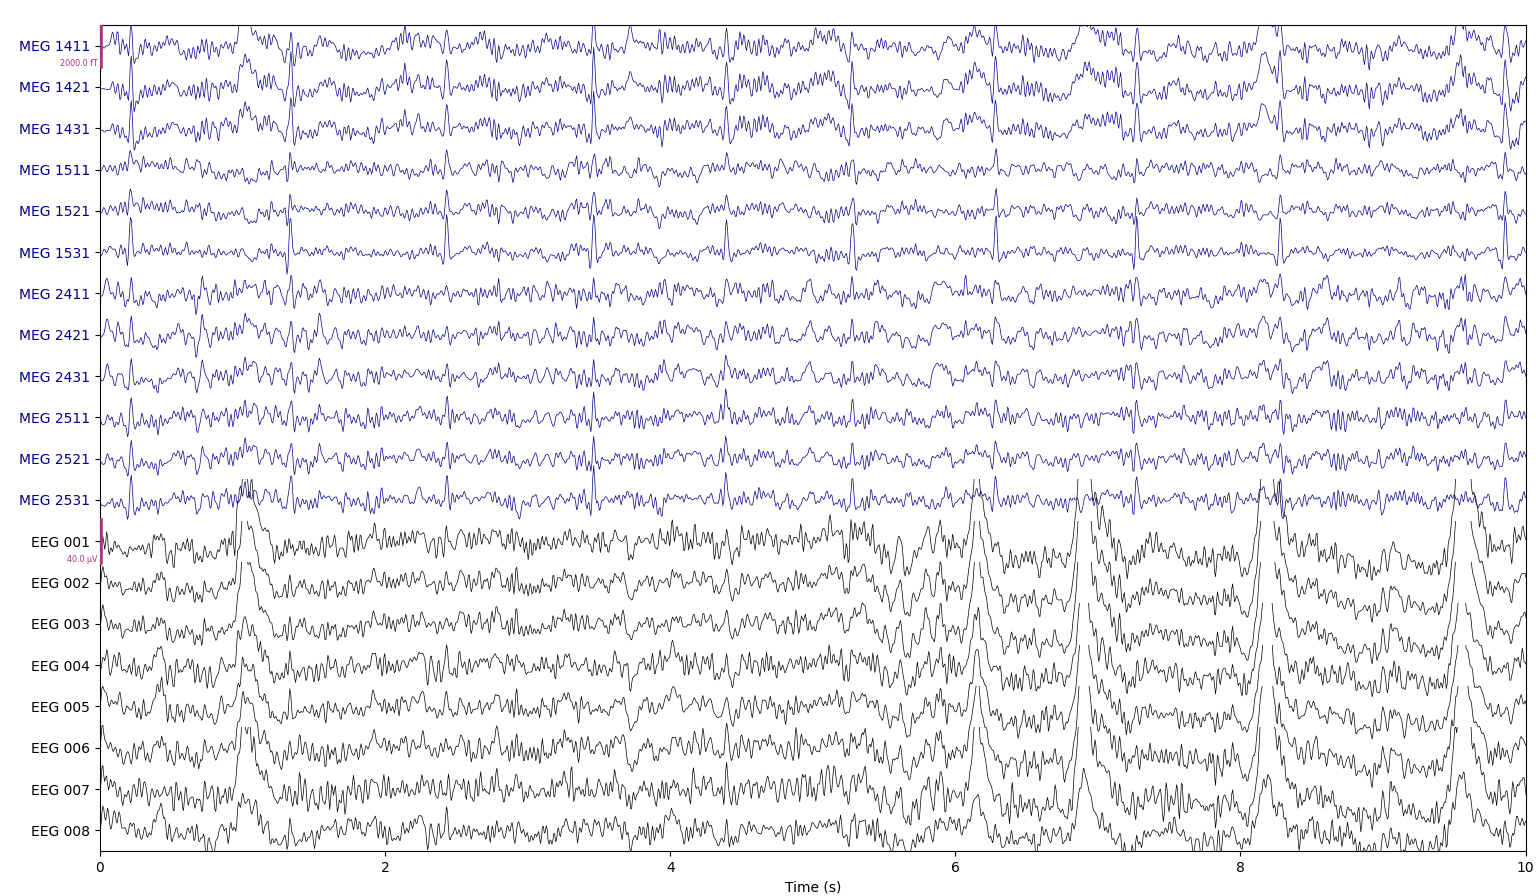 MEG 1411
2000.0 fT
MEG 1421
MEG 1431
MEG 1511
MEG 1521
MEG 1531
MEG 2411
MEG 2421
MEG 2431
MEG 2511
MEG 2521
MEG 2531
EEG 001
40.0 µV
EEG 002
EEG 003
EEG 004
EEG 005
EEG 006
EEG 007
EEG 008
0 2 4 6 8 10
Time (s)